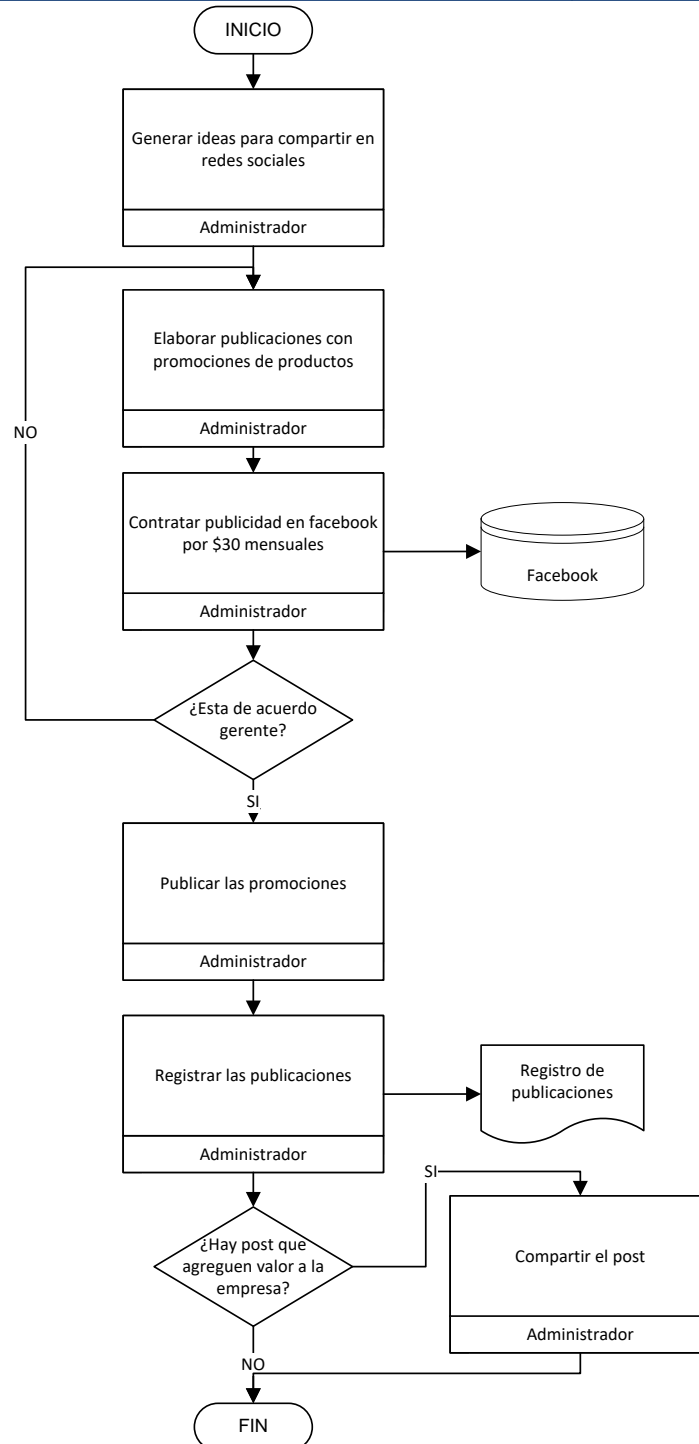 INICIO
Generar ideas para compartir en
redes sociales
Administrador
Elaborar publicaciones con
promociones de productos
Administrador
NO
Contratar publicidad en facebook
por $30 mensuales
Administrador
Facebook
¿Esta de acuerdo
gerente?
SI
Publicar las promociones
Administrador
Registrar las publicaciones
Administrador
Registro de
publicaciones
SI
¿Hay post que
agreguen valor a la
empresa?
Compartir el post
Administrador
NO
FIN